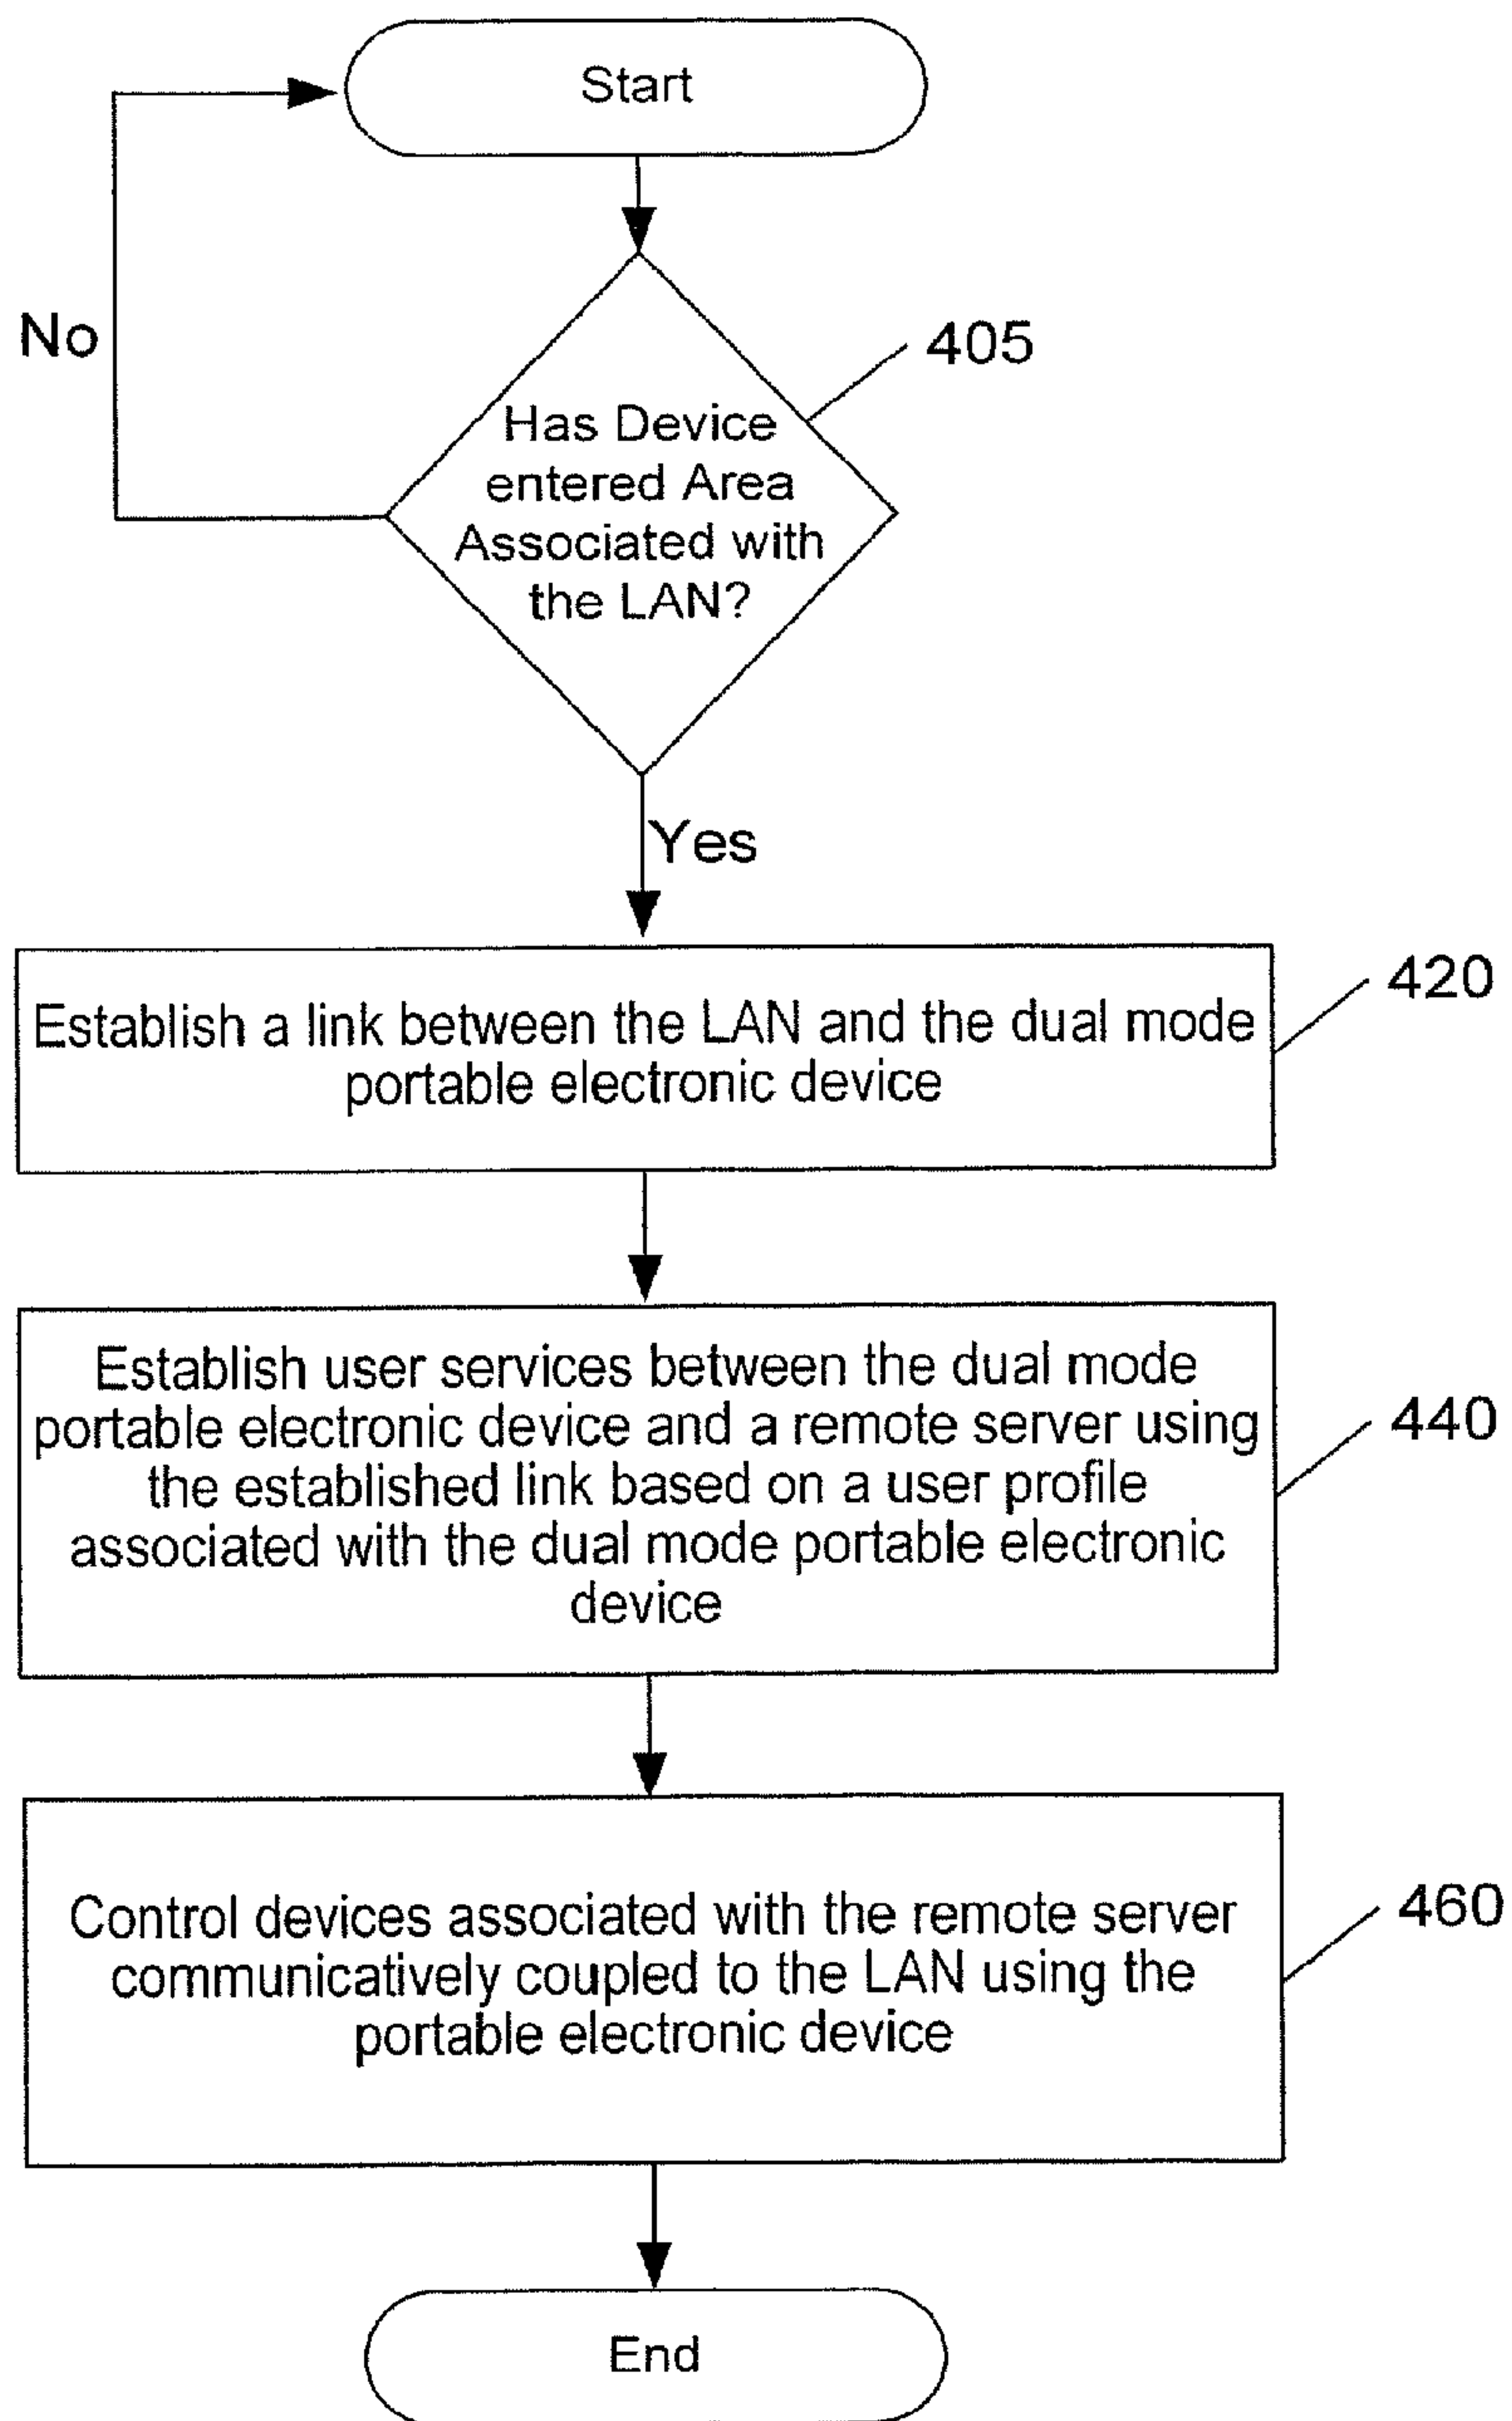 Start
No
405
Has Device
entered Area
Associated with
the LAN?
Yes
420
Establish a link between the LAN and the dual mode
portable electronic device
440
Establish user services between the dual mode
portable electronic device and a remote server using
the established link based on a user profile
associated with the dual mode portable electronic
device
460
Control devices associated with the remote server
communicatively coupled to the LAN using the
portable electronic device
End